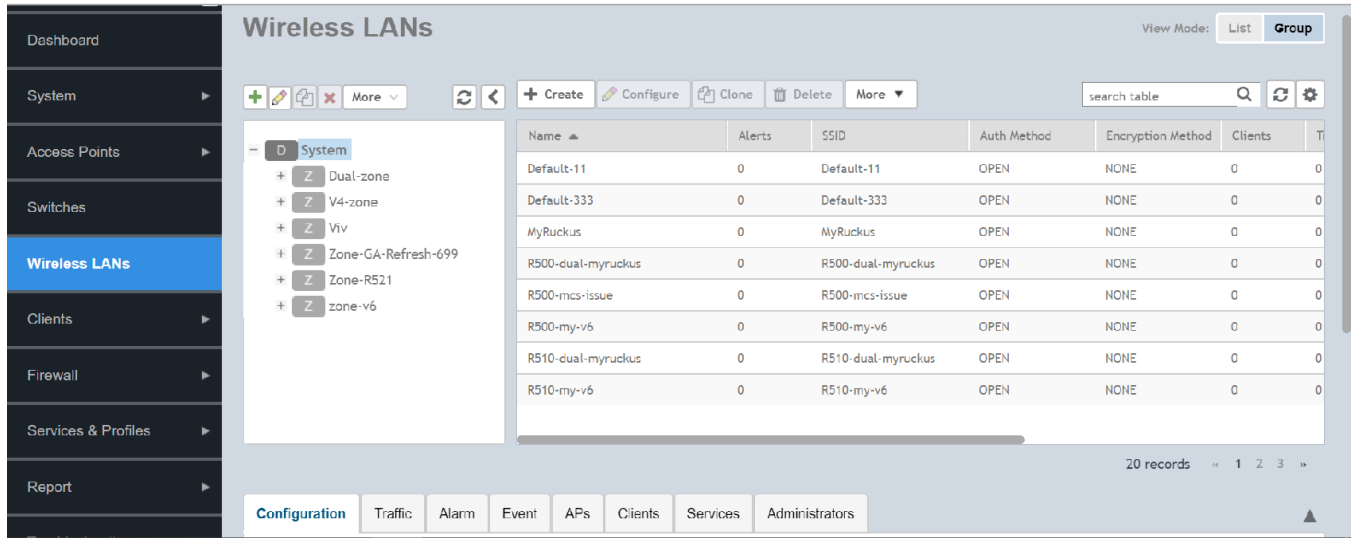 Dashboard
System
Access Points
Switches
Wireless LANs
Clients
Firewall
Services & Profiles
Report
Wireless LANs
View Mode: List Group
More
Create Configure Clone Delete More
search table
D System
Z Dual-zone
Z V4-zone
Z Viv
Z Zone-GA-Refresh-699
Z Zone-R521
Z zone-v6
Name Alerts SSID Auth Method Encryption Method Clients
Default-11 0 Default-11 OPEN NONE 0 0
Default-333 0 Default-333 OPEN NONE 0 0
MyRuckus 0 MyRuckus OPEN NONE 0 0
R500-dual-myruckus 0 R500-dual-myruckus OPEN NONE 0 0
R500-mcs-issue 0 R500-mcs-issue OPEN NONE 0 0
R500-my-v6 0 R500-my-v6 OPEN NONE 0 0
R510-dual-myruckus 0 R510-dual-myruckus OPEN NONE 0 0
R510-my-v6 0 R510-my-v6 OPEN NONE 0 0
20 records « 1 2 3 »
Configuration Traffic Alarm Event APs Clients Services Administrators